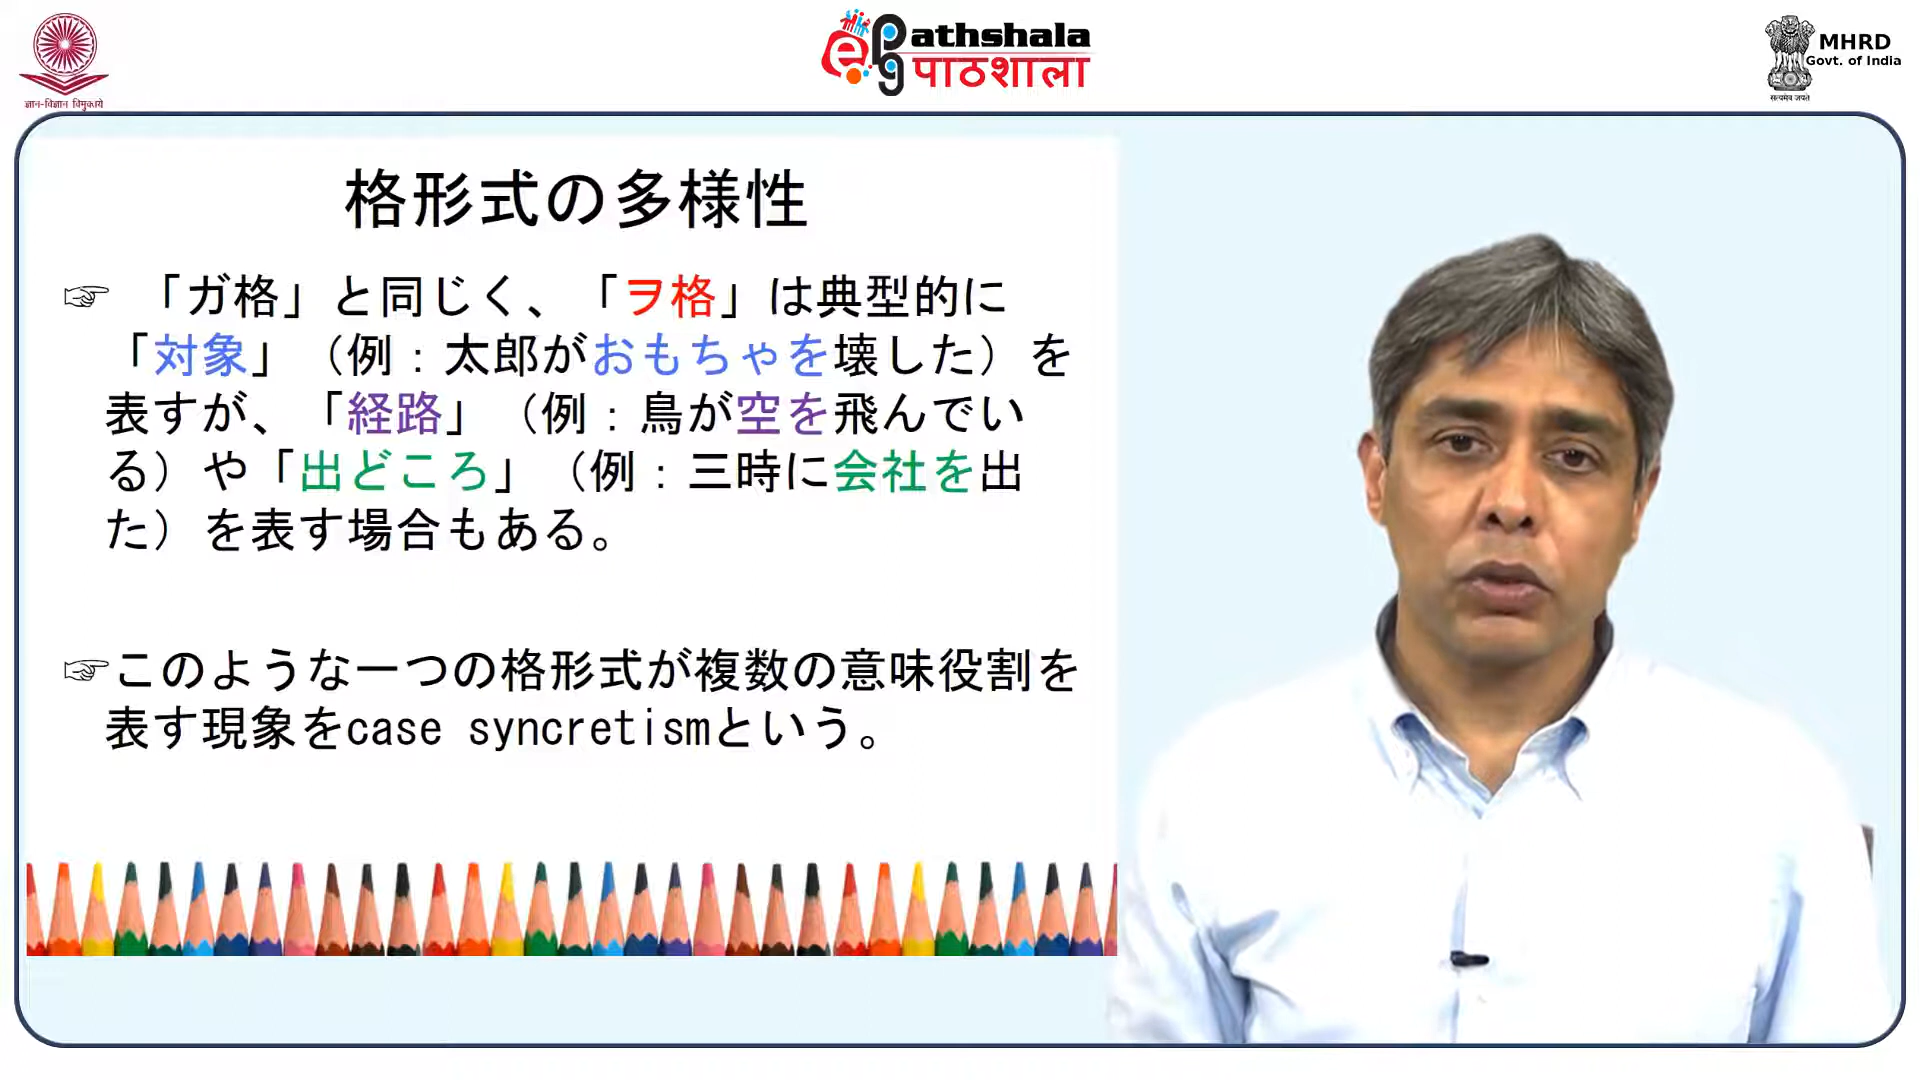 ज्ञान-विज्ञान विमुक्तये
ePathshala
पाठशाला
MHRD
Govt. of India
सत्यमेव जयते
格形式の多様性
☞ 「ガ格」と同じく、「ヲ格」は典型的に
「対象」（例：太郎がおもちゃを壊した）を
表すが、「経路」（例：鳥が空を飛んでい
る）や「出どころ」（例：三時に会社を出
た）を表す場合もある。
☞このような一つの格形式が複数の意味役割を
表す現象をcase syncretismという。